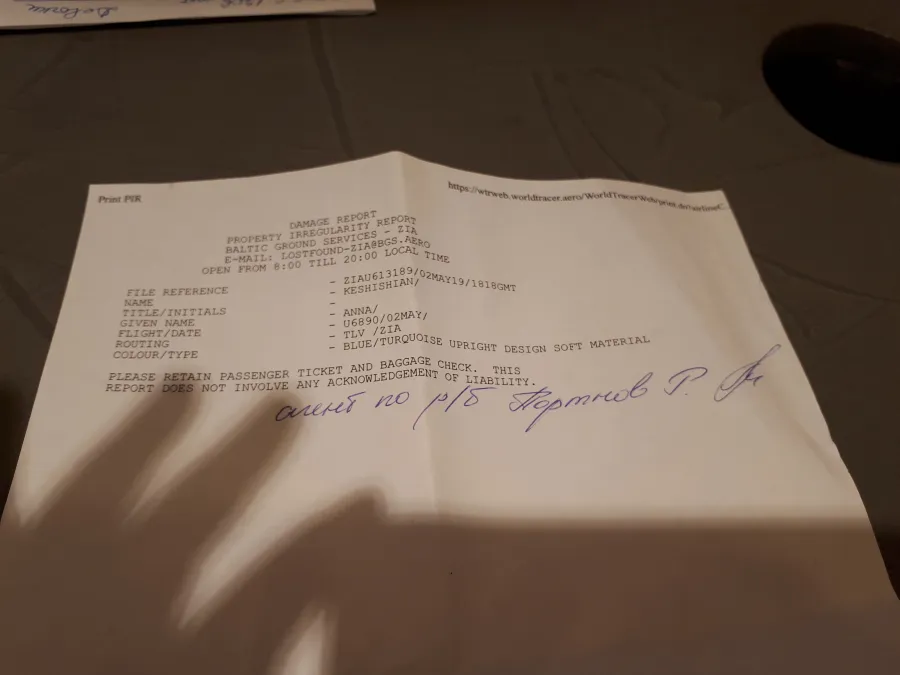 Девочки
Print PIR
https://wtrweb.worldtracer.aero/WorldTracerWeb/print.do?airlineC
DAMAGE REPORT
PROPERTY IRREGULARITY REPORT
BALTIC GROUND SERVICES - ZIA
E-MAIL: LOSTFOUND-ZIA@BGS.AERO
OPEN FROM 8:00 TILL 20:00 LOCAL TIME
FILE REFERENCE - ZIAU613189/02MAY19/1818GMT
NAME - KESHISHIAN/
TITLE/INITIALS -
GIVEN NAME - ANNA/
FLIGHT/DATE - U6890/02MAY/
ROUTING - TLV /ZIA
COLOUR/TYPE - BLUE/TURQUOISE UPRIGHT DESIGN SOFT MATERIAL
PLEASE RETAIN PASSENGER TICKET AND BAGGAGE CHECK. THIS
REPORT DOES NOT INVOLVE ANY ACKNOWLEDGEMENT OF LIABILITY.
агент по р/б Портнов Р.